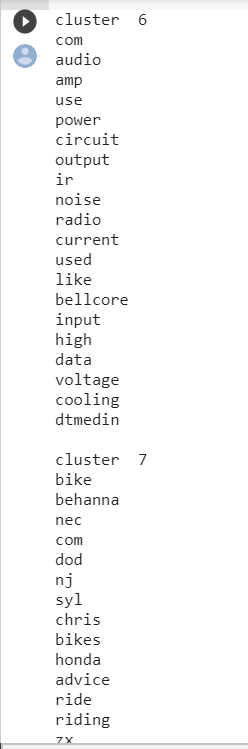 cluster  6
com
audio
amp
use
power
circuit
output
ir
noise
radio
current
used
like
bellcore
input
high
data
voltage
cooling
dtmedin
cluster  7
bike
behanna
nec
com
dod
nj
syl
chris
bikes
honda
advice
ride
riding
zx